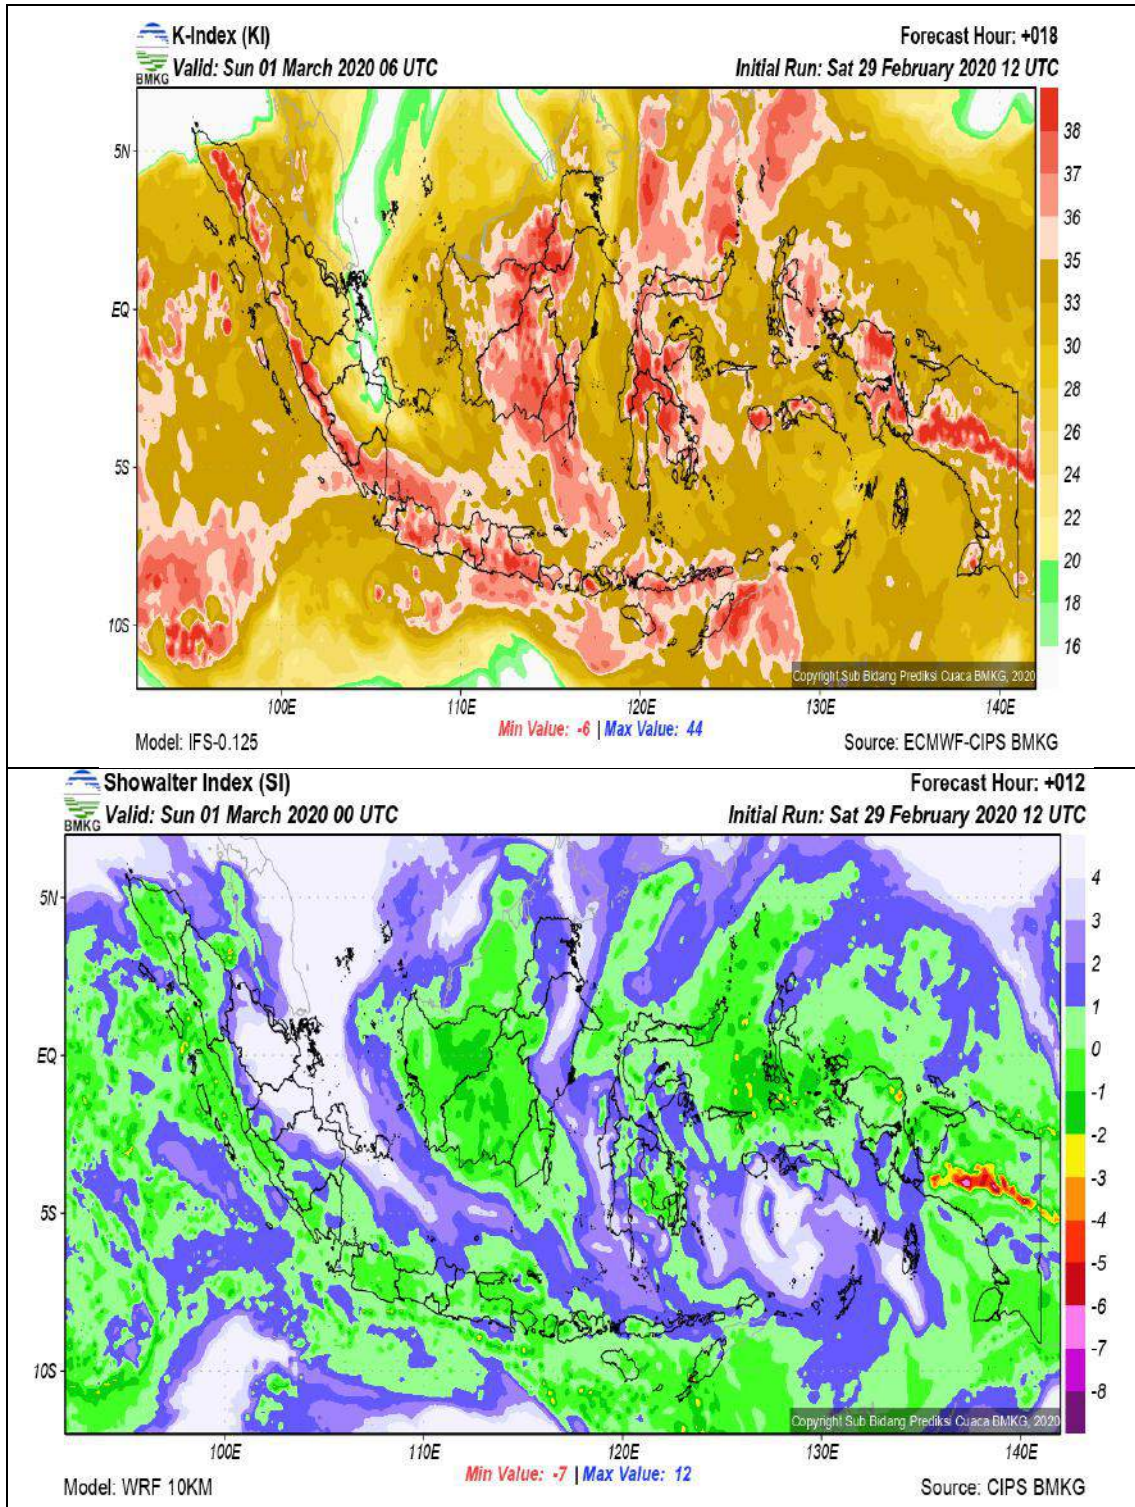 K-Index (KI)
Forecast Hour: +018
BMKG
Valid: Sun 01 March 2020 06 UTC
Initial Run: Sat 29 February 2020 12 UTC
5N
EQ
5S
10S
38
37
36
35
33
30
28
26
24
22
20
18
16
Copyright Sub Bidang Prediksi Cuaca BMKG, 2020
100E
110E
120E
130E
140E
Min Value: -6 | Max Value: 44
Model: IFS-0.125
Source: ECMWF-CIPS BMKG
Showalter Index (SI)
Forecast Hour: +012
BMKG
Valid: Sun 01 March 2020 00 UTC
Initial Run: Sat 29 February 2020 12 UTC
5N
EQ
5S
10S
4
3
2
1
0
-1
-2
-3
-4
-5
-6
-7
-8
Copyright Sub Bidang Prediksi Cuaca BMKG, 2020
100E
110E
120E
130E
140E
Min Value: -7 | Max Value: 12
Model: WRF 10KM
Source: CIPS BMKG